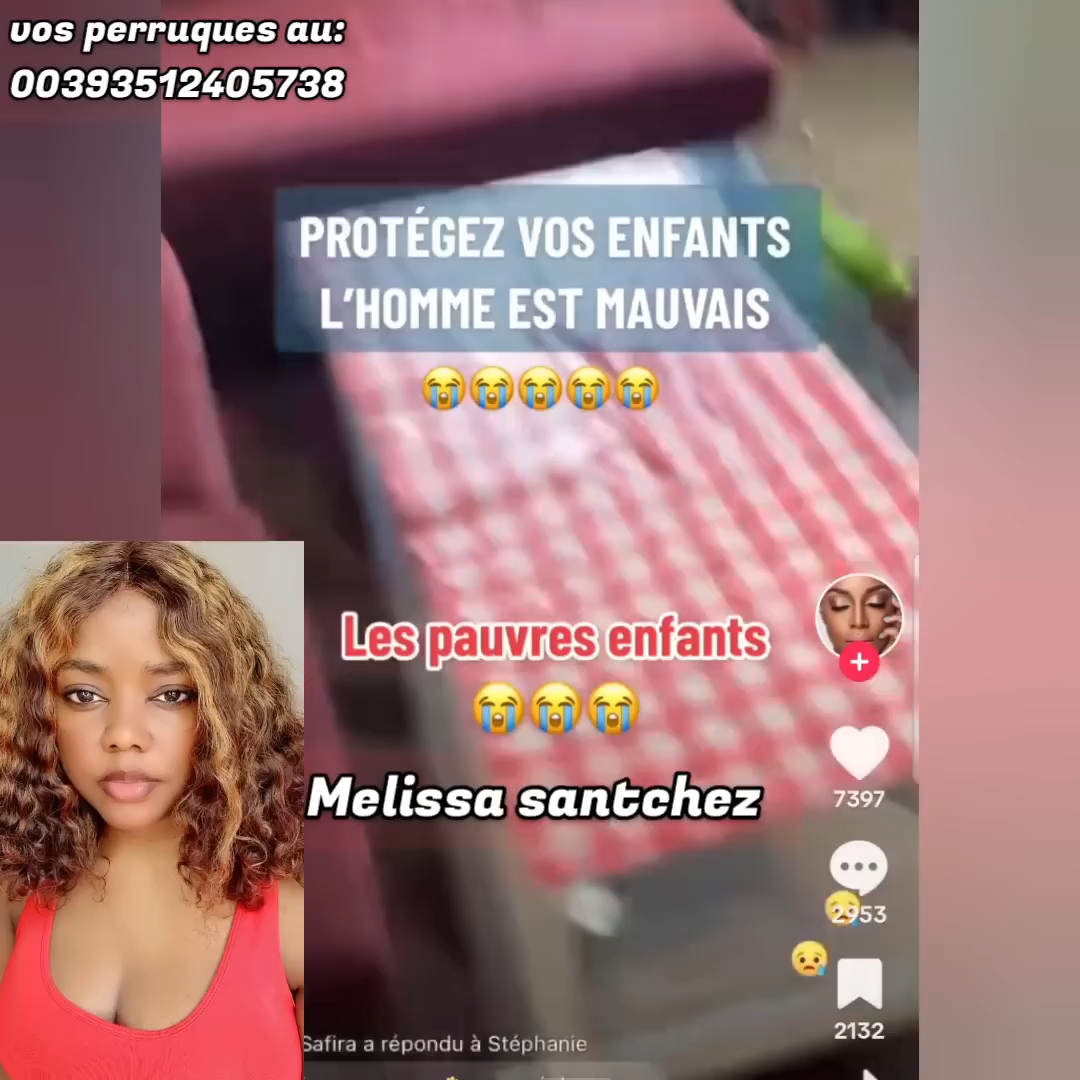 vos perruques au:
00393512405738
PROTÉGEZ VOS ENFANTS
L'HOMME EST MAUVAIS
Les pauvres enfants
Melissa santchez
7397
2953
2132
Safira a répondu à Stéphanie